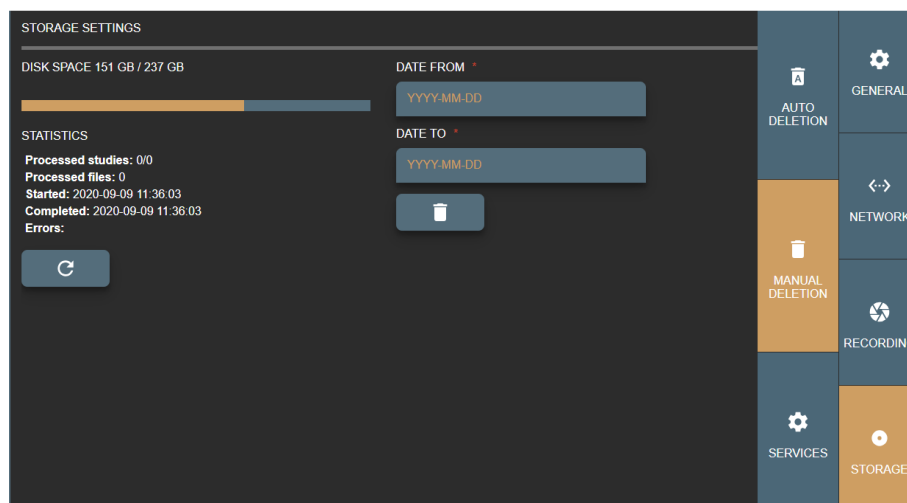 STORAGE SETTINGS
DISK SPACE 151 GB / 237 GB
STATISTICS
Processed studies: 0/0
Processed files: 0
Started: 2020-09-09 11:36:03
Completed: 2020-09-09 11:36:03
Errors:
DATE FROM *
YYYY-MM-DD
DATE TO *
YYYY-MM-DD
A
AUTO
DELETION
MANUAL
DELETION
SERVICES
GENERAL
NETWORK
RECORDIN
STORAGE